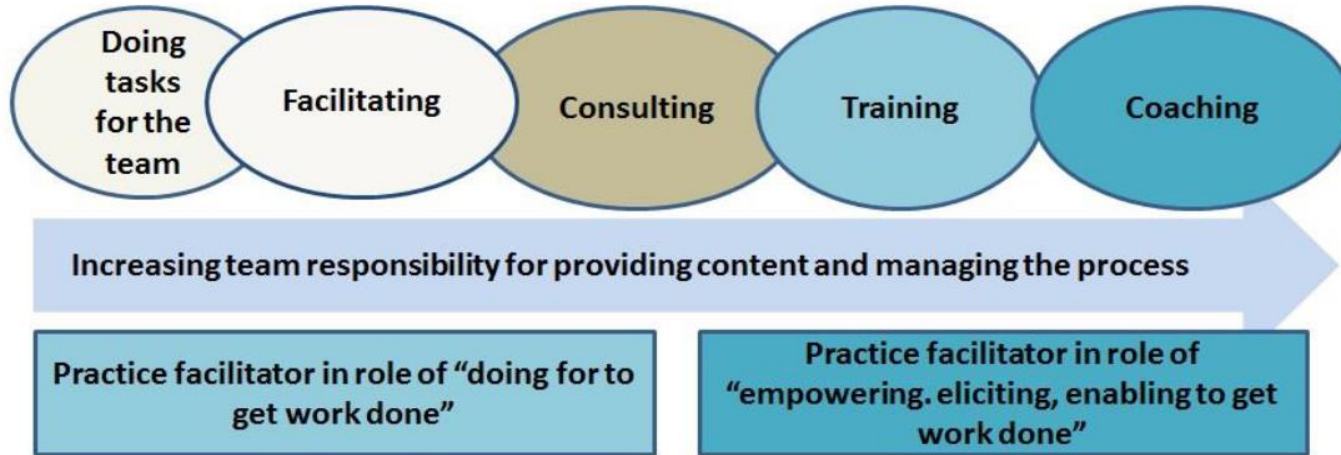 Doing
tasks
for the
team
Facilitating
Consulting
Training
Coaching
Increasing team responsibility for providing content and managing the process
Practice facilitator in role of “doing for to
get work done”
Practice facilitator in role of
“empowering. eliciting, enabling to get
work done”